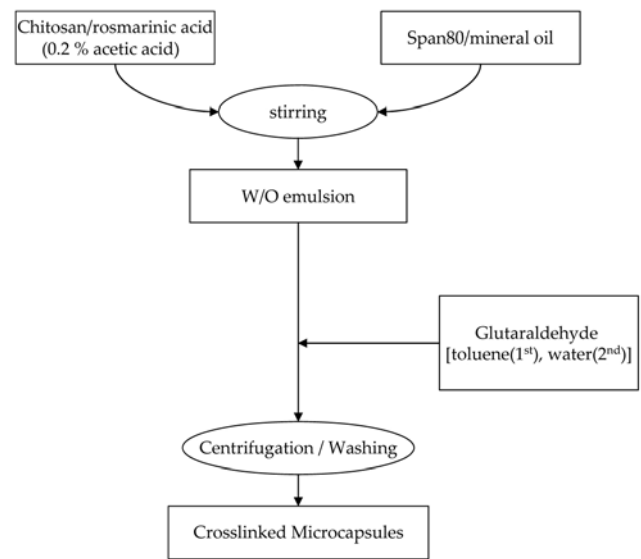 Chitosan/rosmarinic acid
(0.2 % acetic acid)
Span80/mineral oil
stirring
W/O emulsion
Glutaraldehyde
[toluene(1st), water(2nd)]
Centrifugation / Washing
Crosslinked Microcapsules